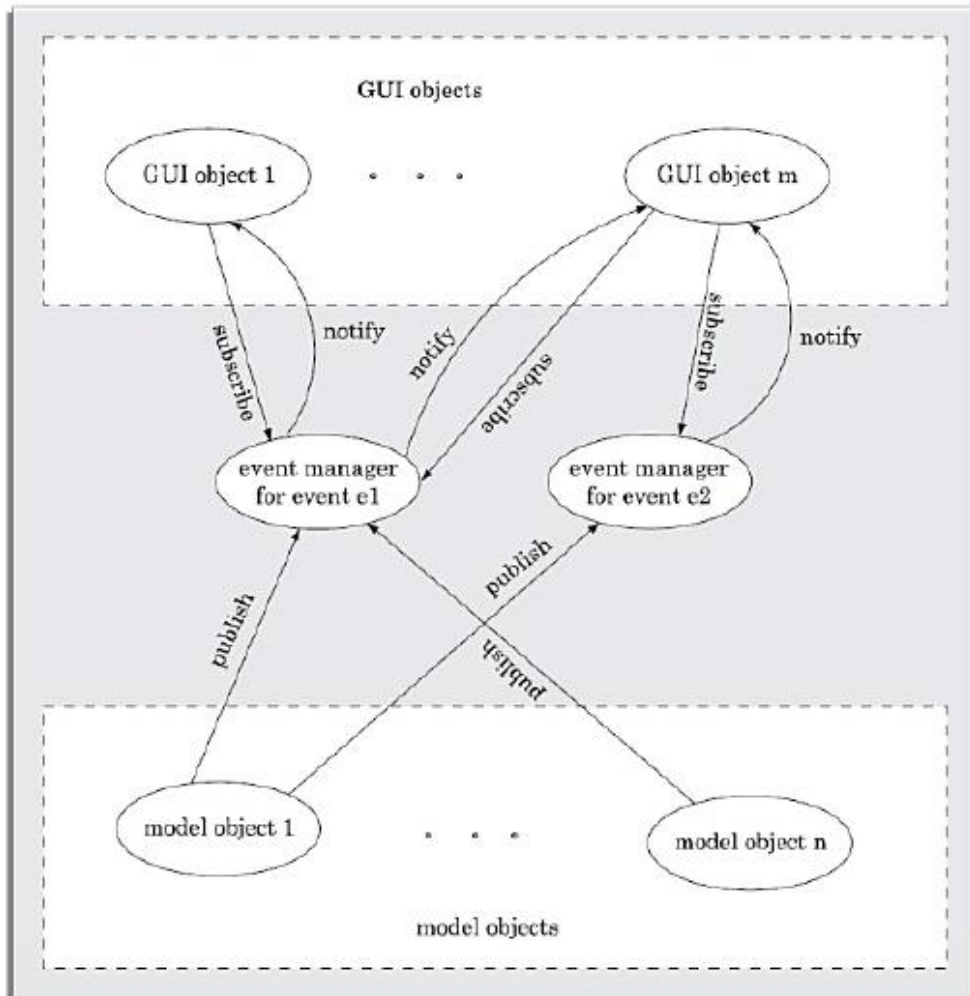 GUI objects
GUI object 1
GUI object m
subscribe
notify
notify
subscribe
subscribe
notify
event manager
for event e1
event manager
for event e2
publish
publish
publish
model object 1
model object n
model objects